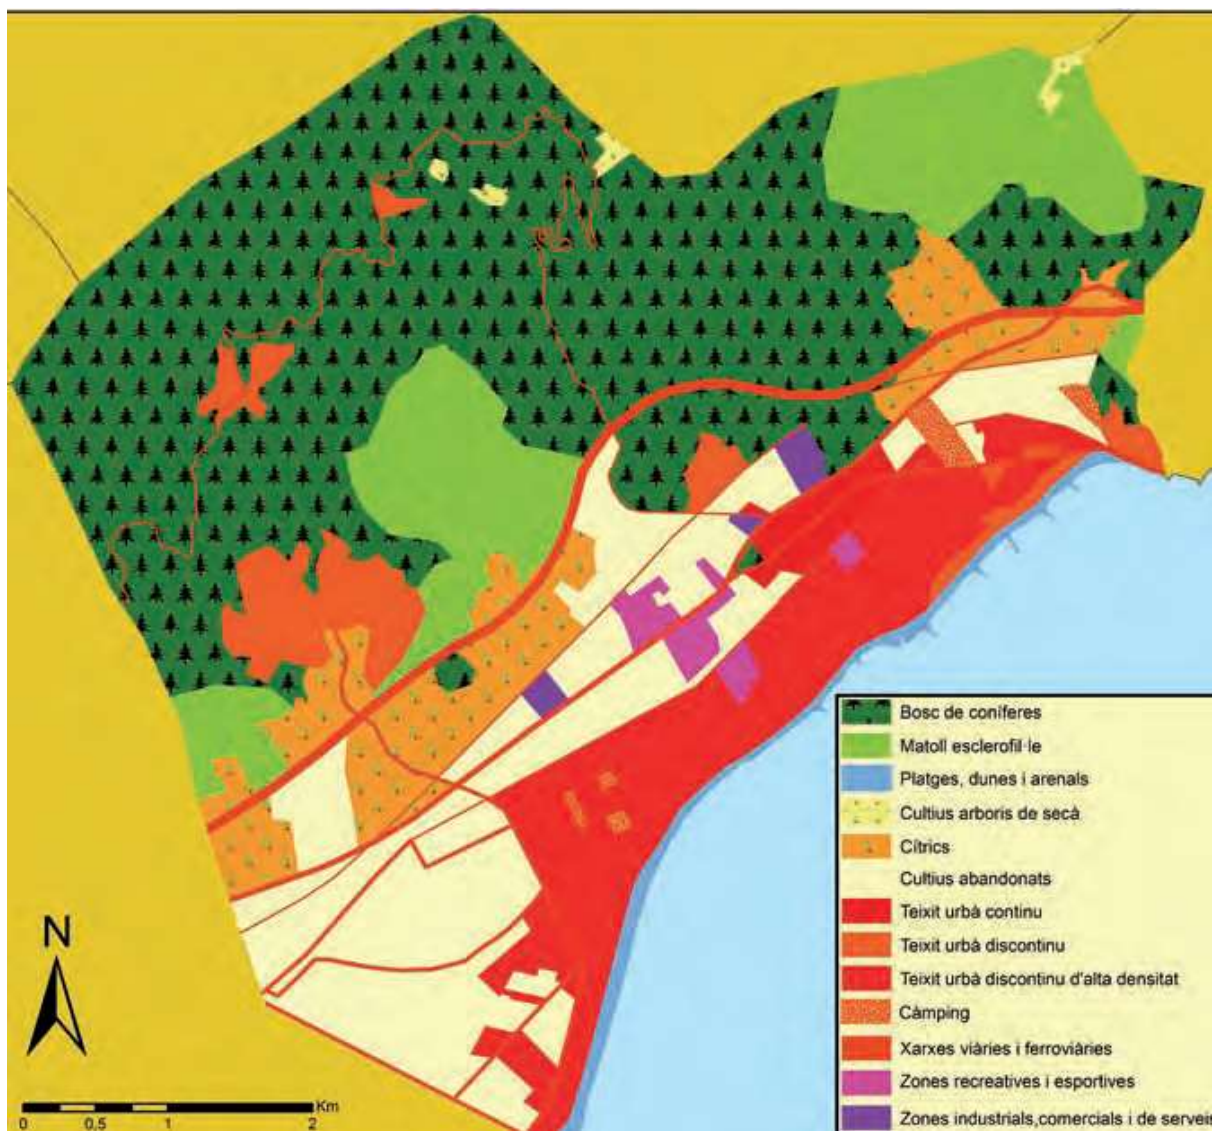 Bosc de coníferes
Matoll esclerofil·le
Platges, dunes i arenals
Cultius arboris de secà
Cítrics
Cultius abandonats
Teixit urbà continu
Teixit urbà discontinu
Teixit urbà discontinu d'alta densitat
Càmping
Xarxes viàries i ferroviàries
Zones recreatives i esportives
Zones industrials,comercials i de serveis
N
Km
0 0,5 1 2